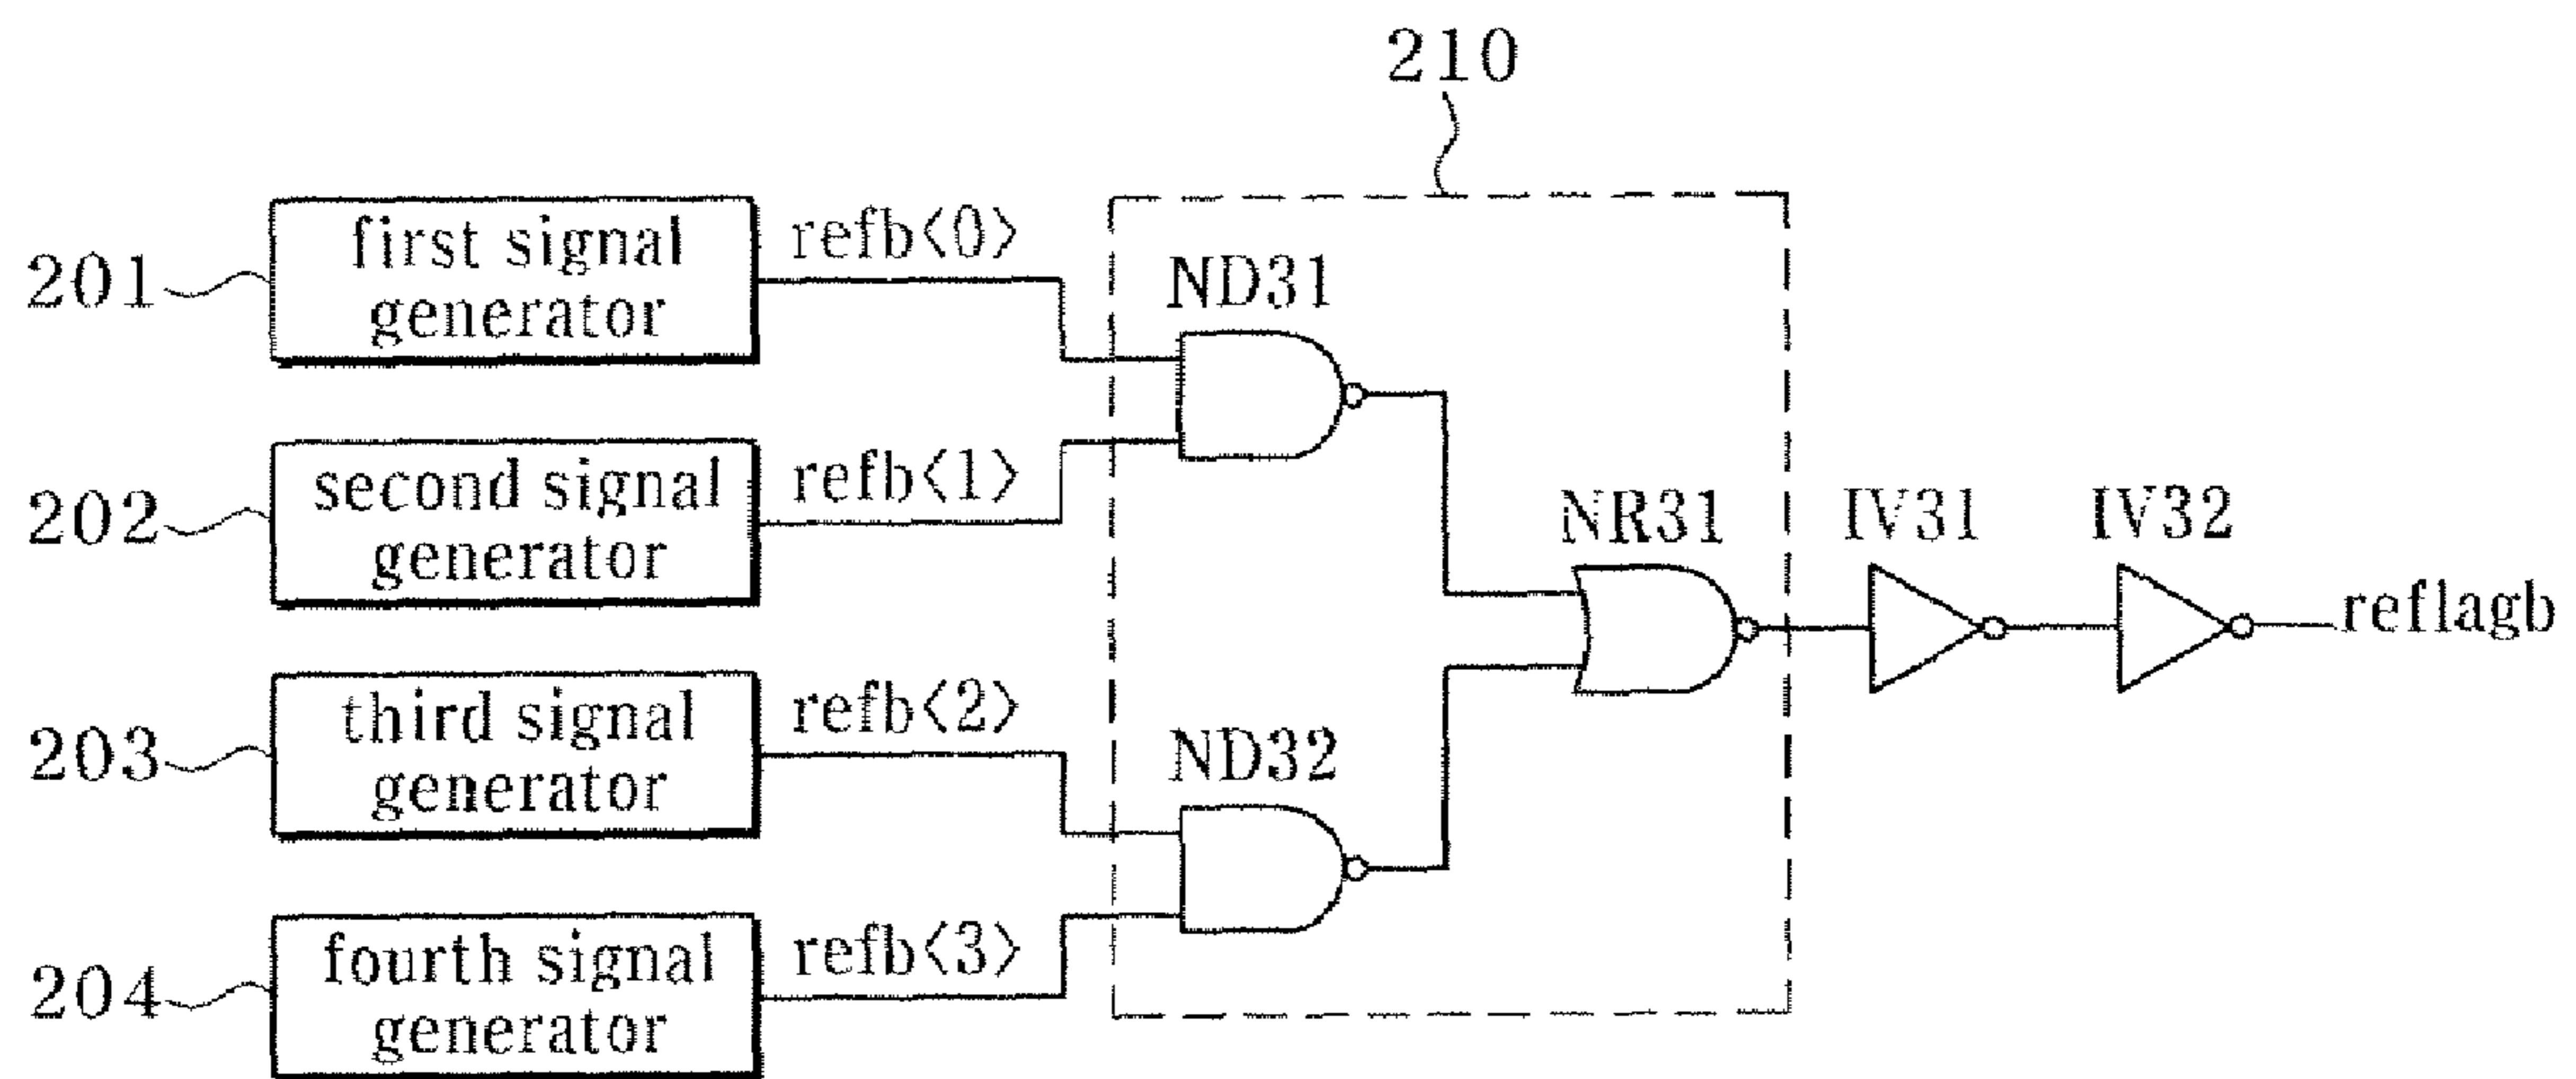 210
201
first signal
generator
refb<0>
ND31
202
second signal
generator
refb<1>
NR31
IV31
IV32
reflagb
203
third signal
generator
refb<2>
ND32
204
fourth signal
generator
refb<3>